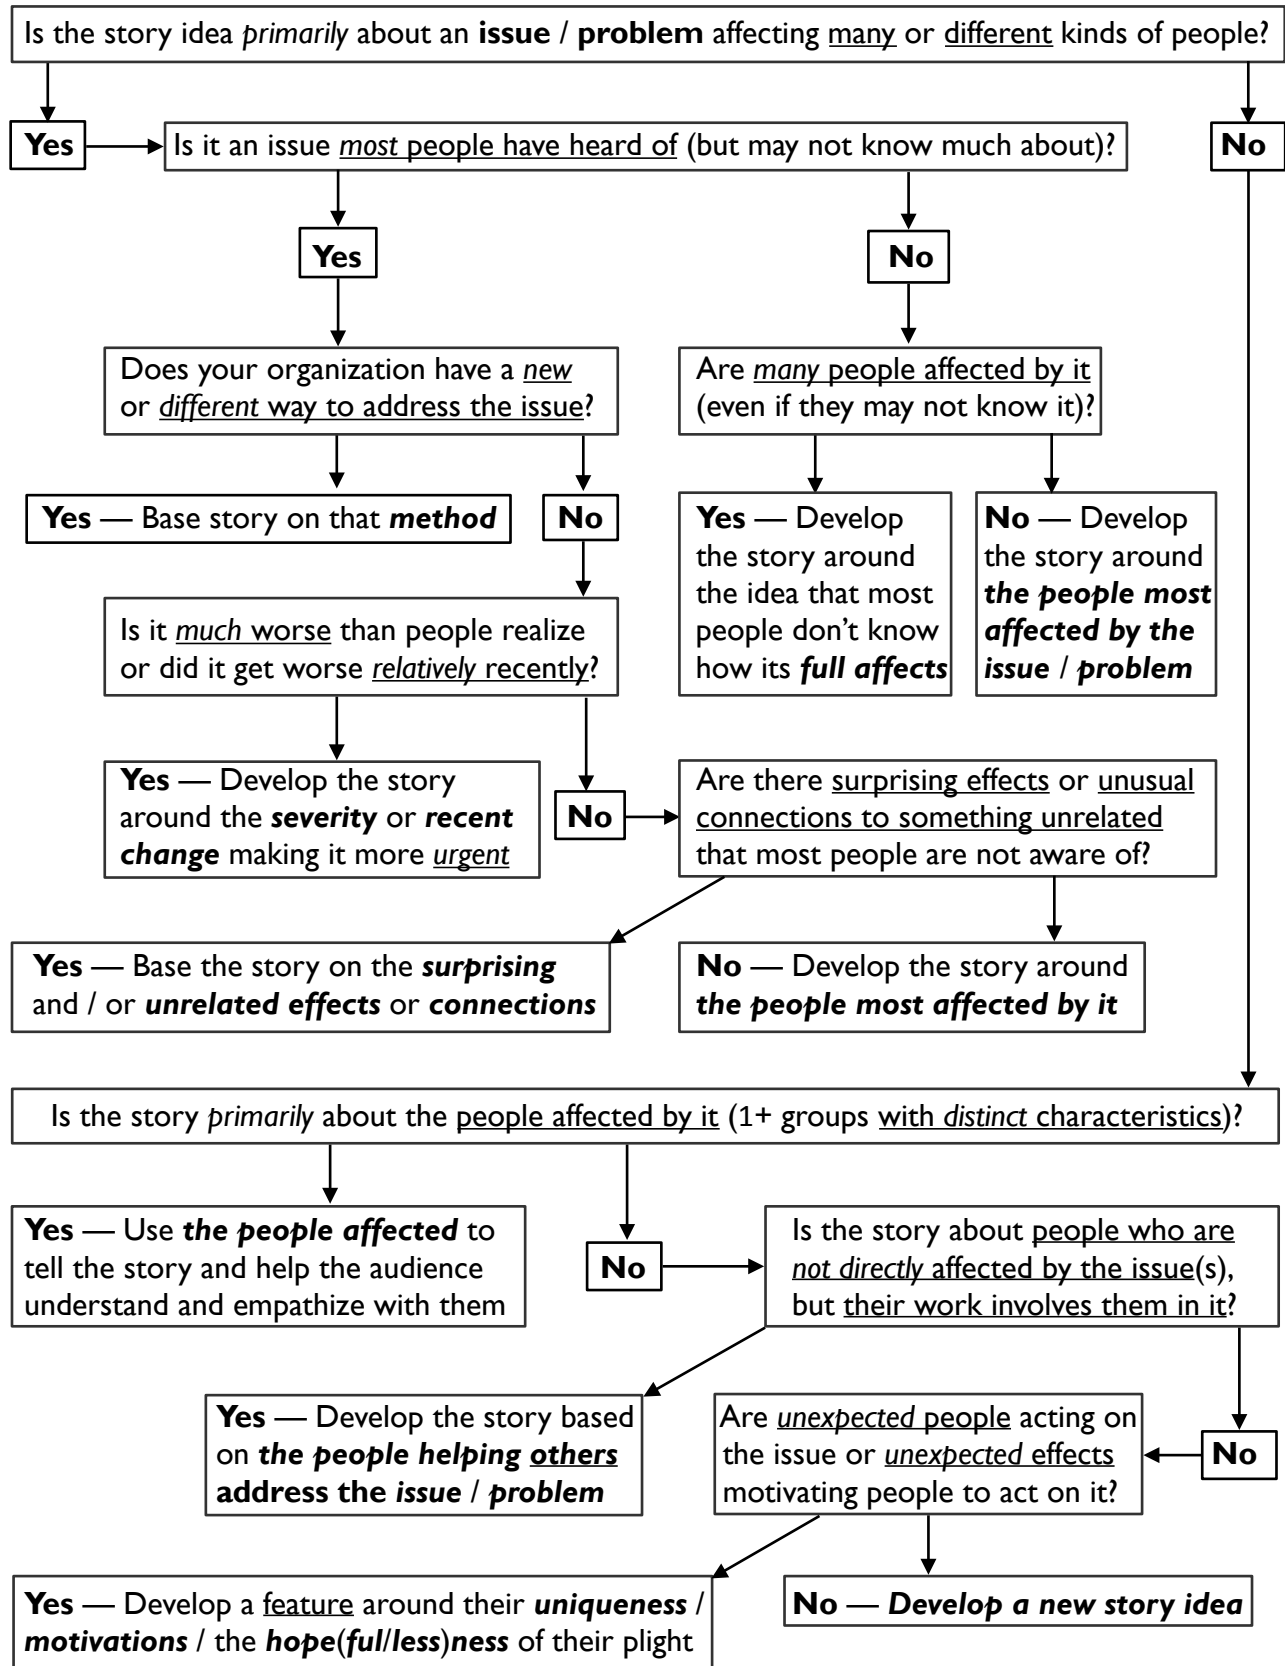 Is the story idea primarily about an issue / problem affecting many or different kinds of people?
Yes
Is it an issue most people have heard of (but may not know much about)?
No
Yes
No
Does your organization have a new
or different way to address the issue?
Are many people affected by it
(even if they may not know it)?
Yes — Base story on that method
No
Yes — Develop
the story around
the idea that most
people don't know
how its full affects
No — Develop
the story around
the people most
affected by the
issue / problem
Is it much worse than people realize
or did it get worse relatively recently?
Yes — Develop the story
around the severity or recent
change making it more urgent
No
Are there surprising effects or unusual
connections to something unrelated
that most people are not aware of?
Yes — Base the story on the surprising
and / or unrelated effects or connections
No — Develop the story around
the people most affected by it
Is the story primarily about the people affected by it (1+ groups with distinct characteristics)?
Yes — Use the people affected to
tell the story and help the audience
understand and empathize with them
No
Is the story about people who are
not directly affected by the issue(s),
but their work involves them in it?
Yes — Develop the story based
on the people helping others
address the issue / problem
Are unexpected people acting on
the issue or unexpected effects
motivating people to act on it?
No
Yes — Develop a feature around their uniqueness /
motivations / the hope(ful/less)ness of their plight
No — Develop a new story idea